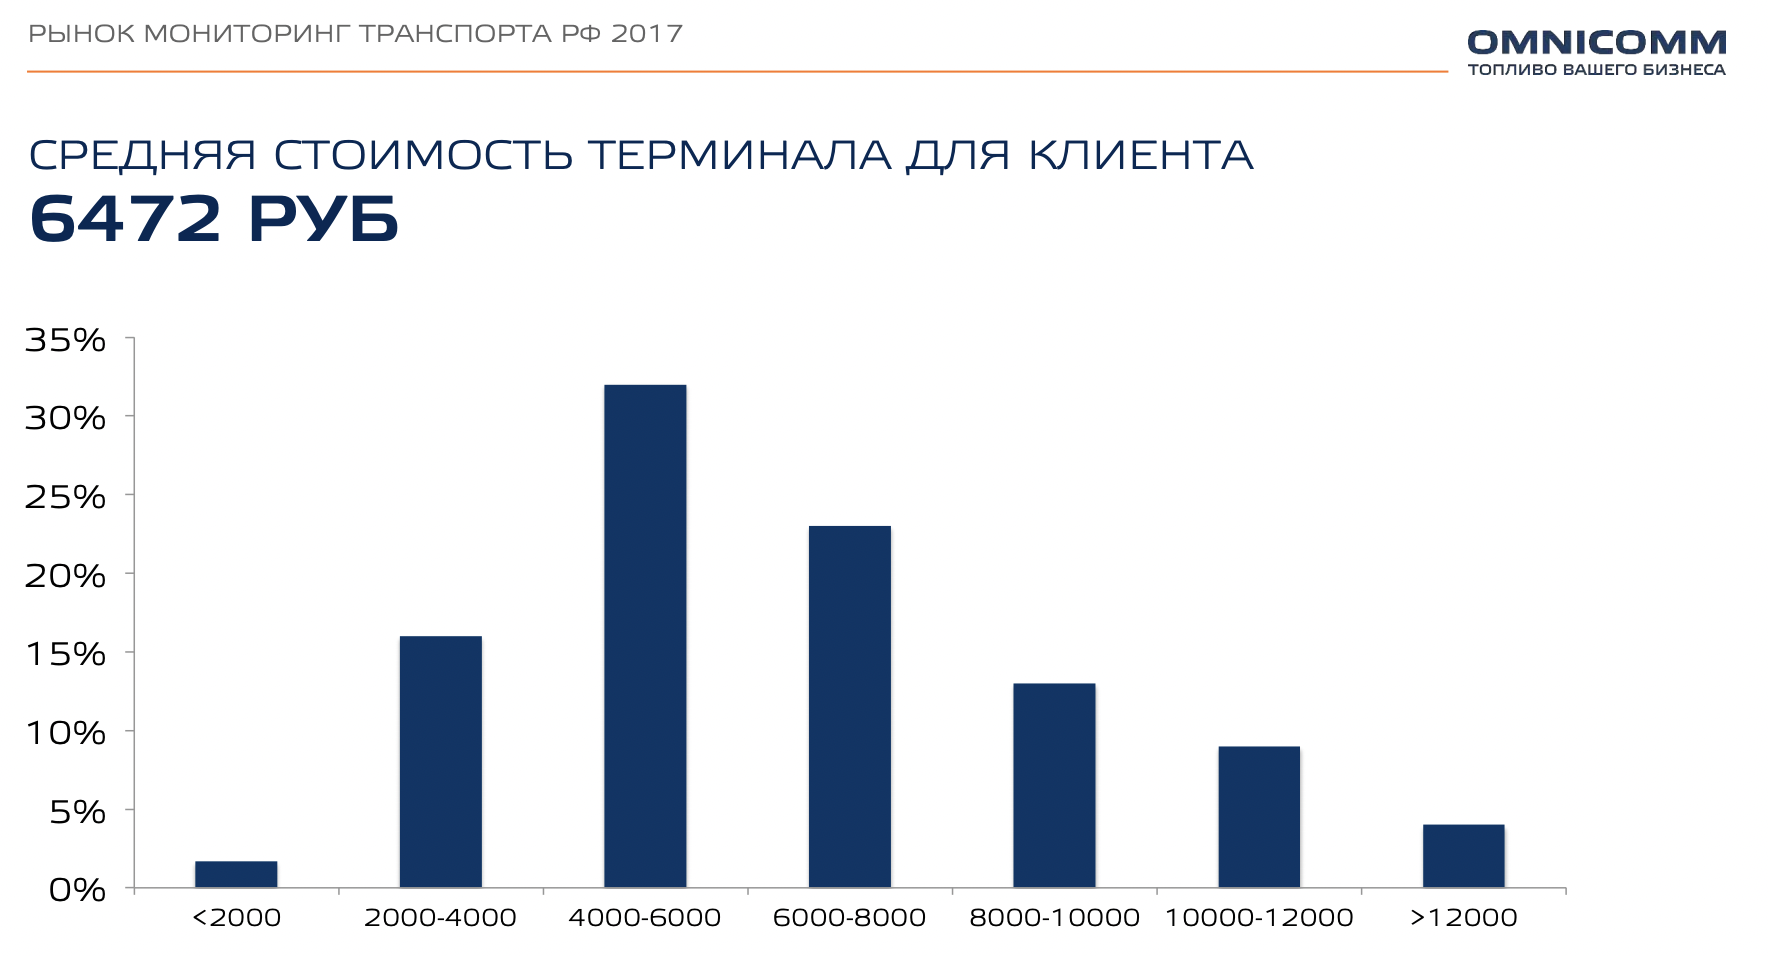 РЫНОК МОНИТОРИНГ ТРАНСПОРТА РФ 2017
OMNICOMM
ТОПЛИВО ВАШЕГО БИЗНЕСА
СРЕДНЯЯ СТОИМОСТЬ ТЕРМИНАЛА ДЛЯ КЛИЕНТА
6472 РУБ
35%
30%
25%
20%
15%
10%
5%
0%
<2000 2000-4000 4000-6000 6000-8000 8000-10000 10000-12000 >12000